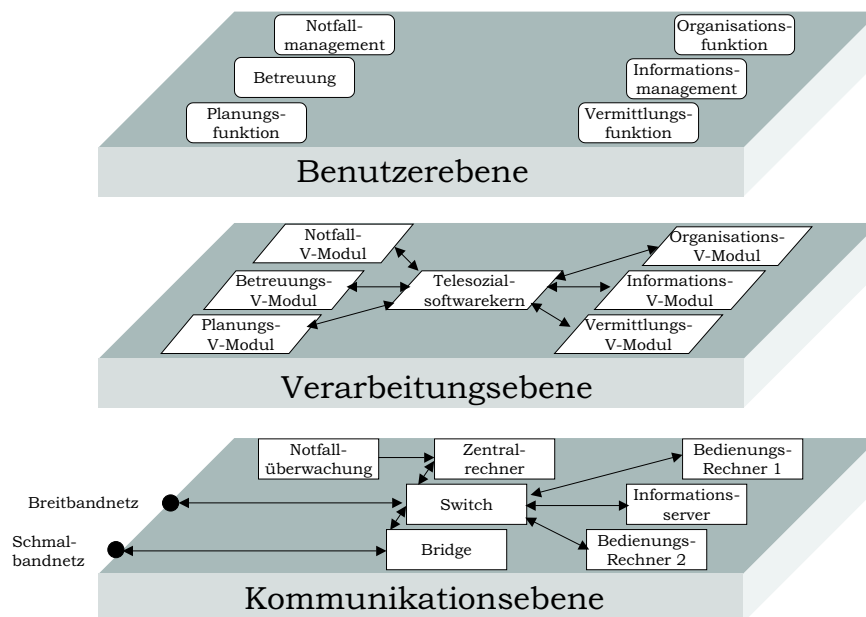 Notfall-
management
Organisations-
funktion
Betreuung
Informations-
management
Planungs-
funktion
Vermittlungs-
funktion
Benutzerebene
Notfall-
V-Modul
Organisations-
V-Modul
Betreuungs-
V-Modul
Telesozial-
softwarekern
Informations-
V-Modul
Planungs-
V-Modul
Vermittlungs-
V-Modul
Verarbeitungsebene
Notfall-
überwachung
Zentral-
rechner
Bedienungs-
Rechner 1
Breitbandnetz
Switch
Informations-
server
Schmal-
bandnetz
Bridge
Bedienungs-
Rechner 2
Kommunikationsebene